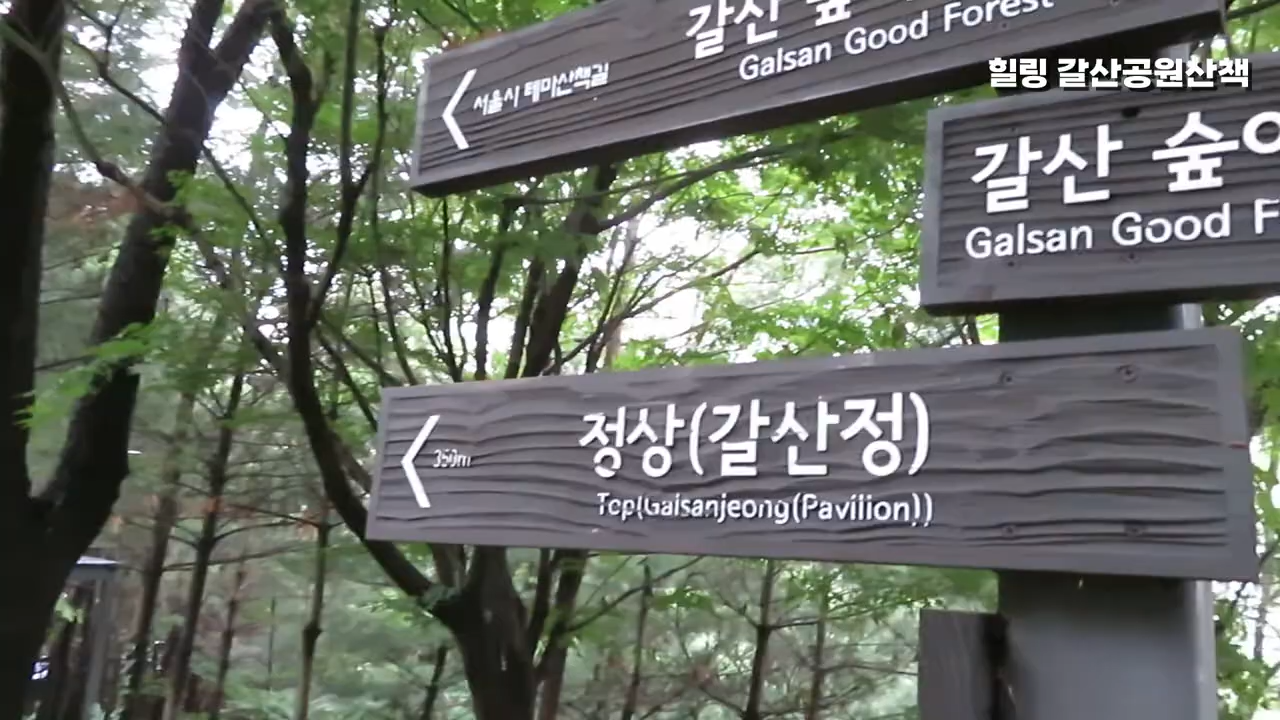 갈산 숲
Galsan Good Forest
서울시 테마산책길
힐링 갈산공원산책
갈산 숲
Galsan Good
350m
정상(갈산정)
Top(Galsanjeong(Pavilion))